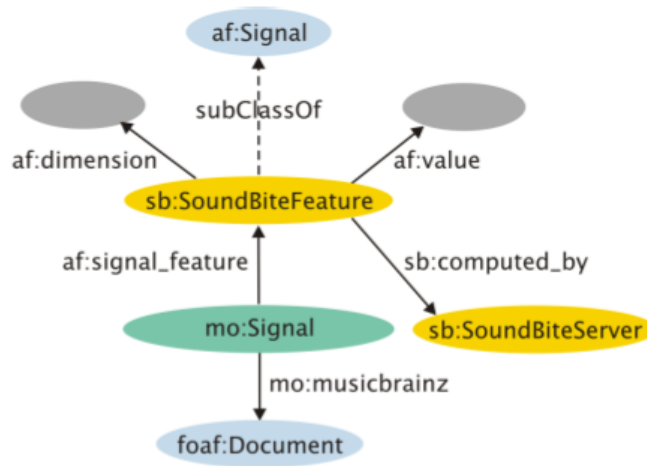 af:Signal
subClassOf
af:dimension
af:value
sb:SoundBiteFeature
af:signal_feature
sb:computed_by
mo:Signal
sb:SoundBiteServer
mo:musicbrainz
foaf:Document